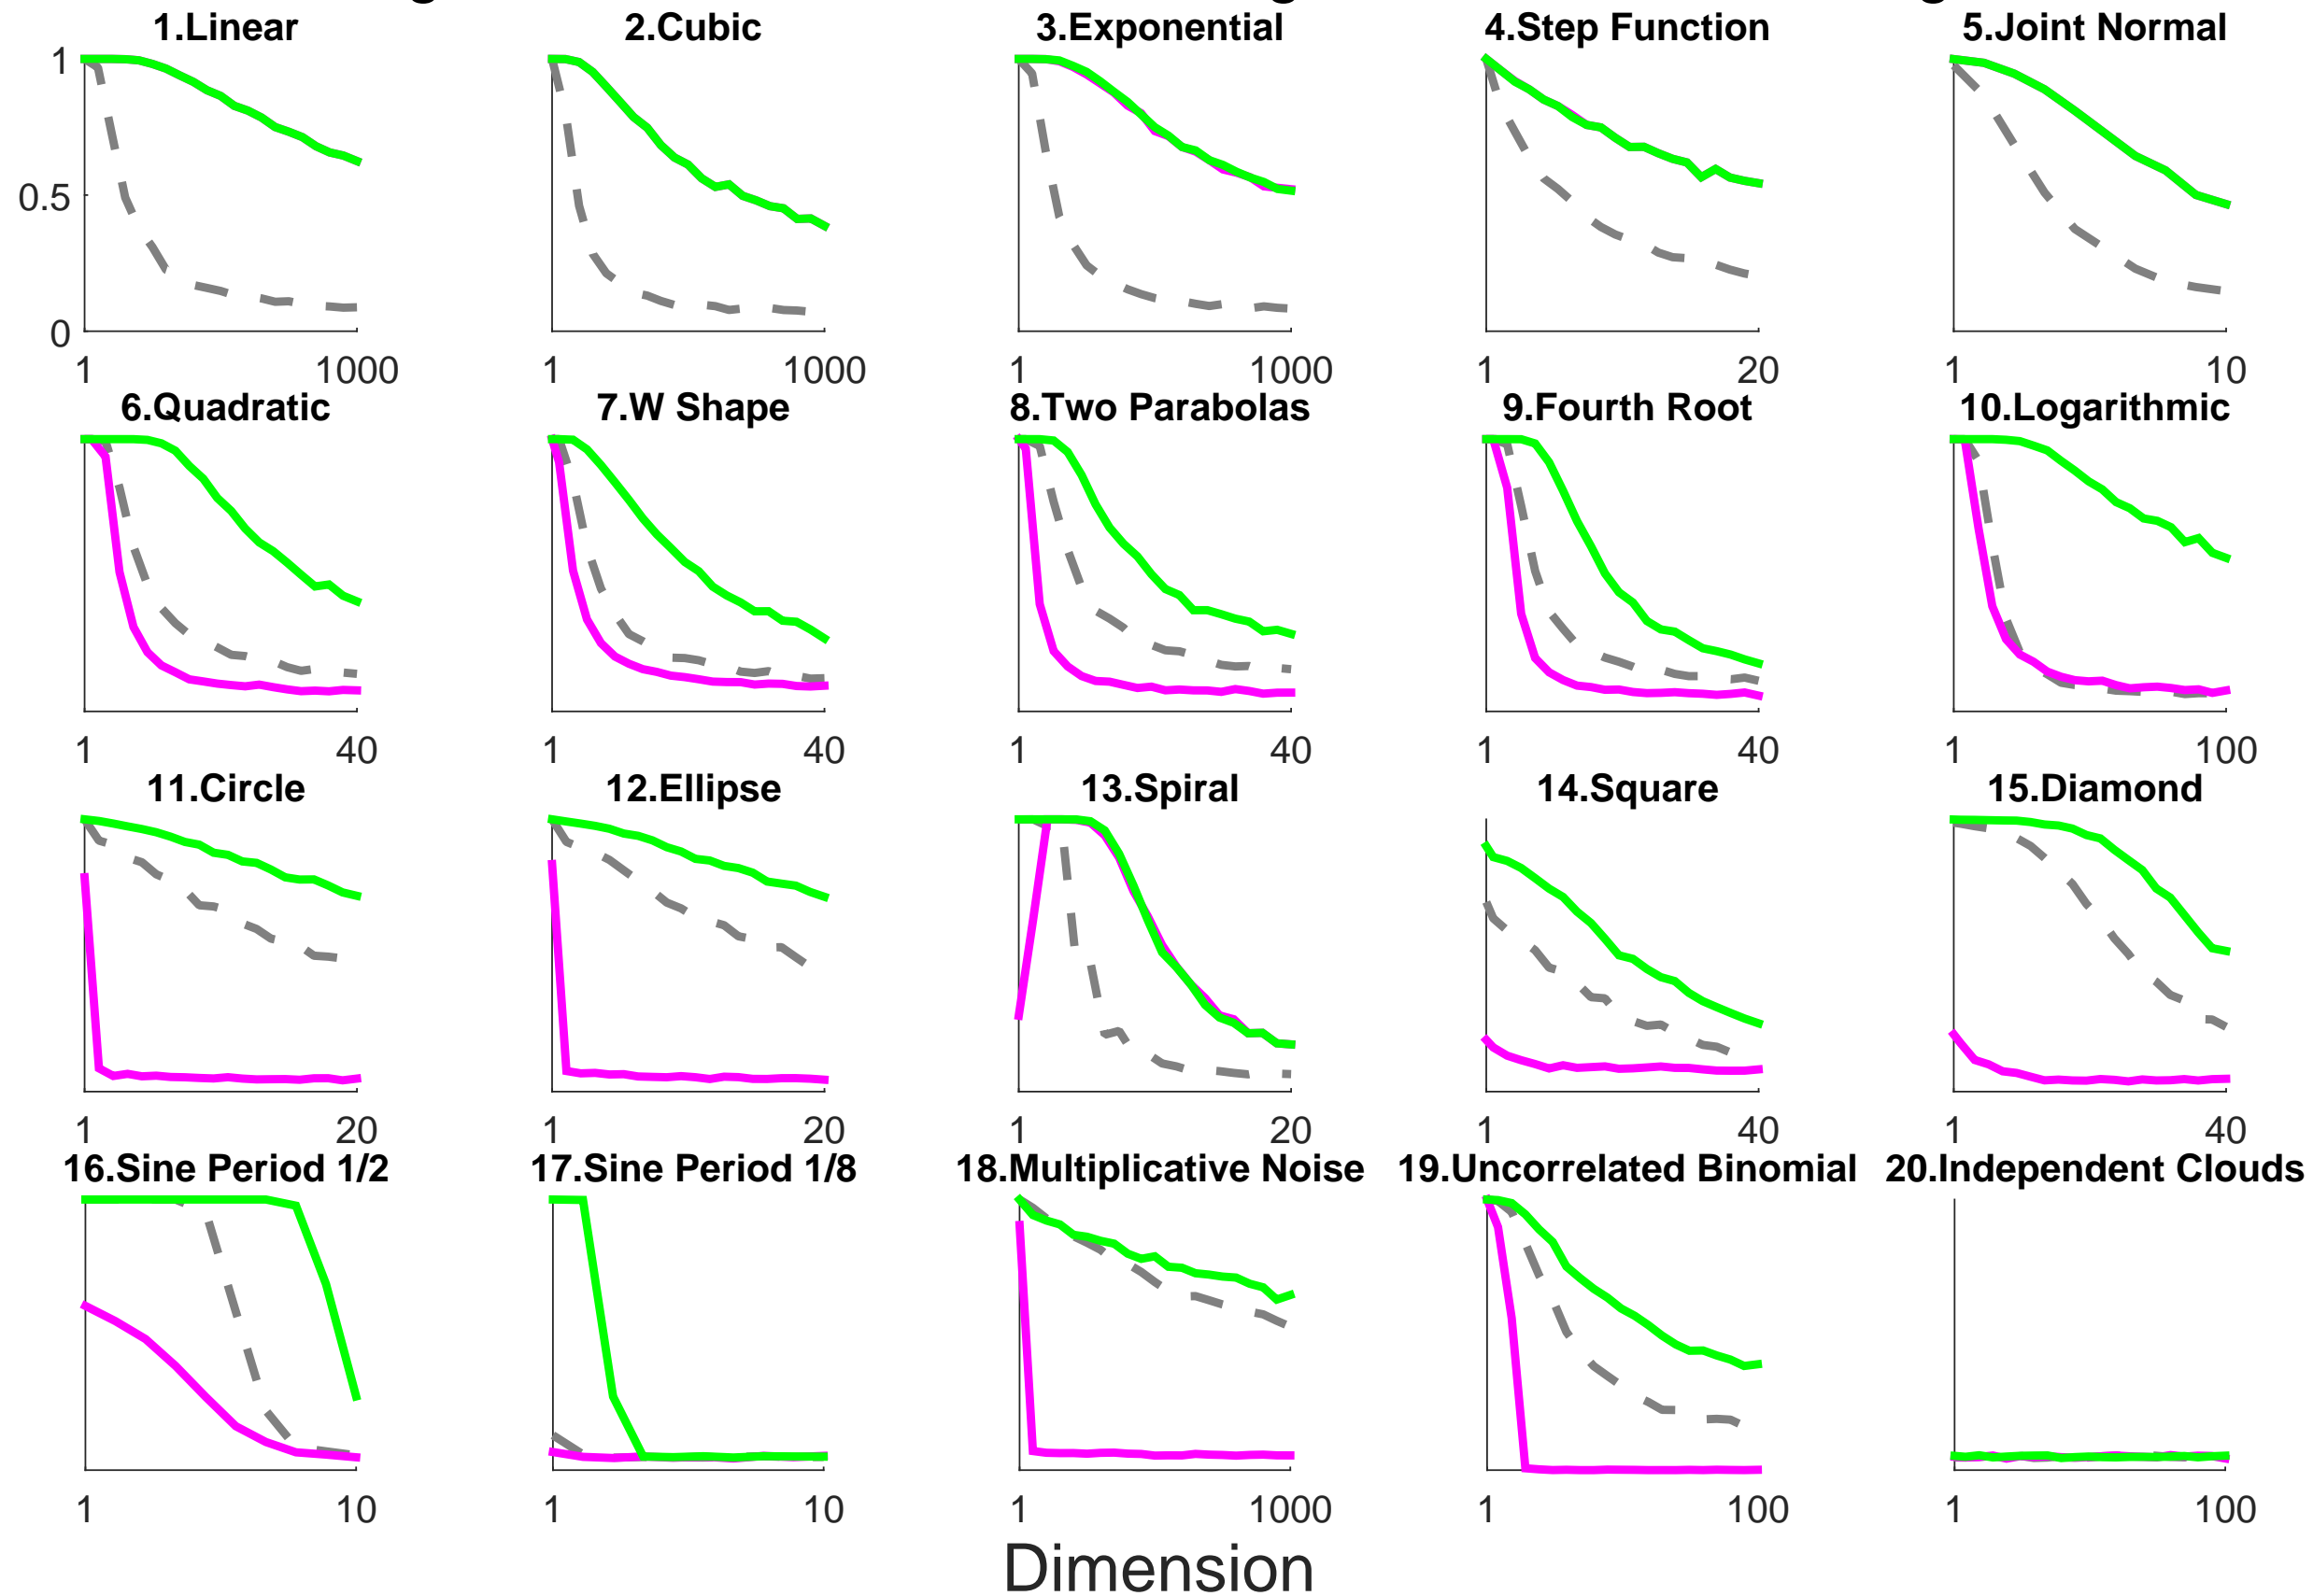 1.Linear 2.Cubic 3.Exponential 4.Step Function 5.Joint Normal
1
0.5
0
1 1000 1 1000 1 1000 1 20 1 10
6.Quadratic 7.W Shape 8.Two Parabolas 9.Fourth Root 10.Logarithmic
1 40 1 40 1 40 1 40 1 100
11.Circle 12.Ellipse 13.Spiral 14.Square 15.Diamond
1 20 1 20 1 20 1 40 1 40
16.Sine Period 1/2 17.Sine Period 1/8 18.Multiplicative Noise 19.Uncorrelated Binomial 20.Independent Clouds
1 10 1 10 1 1000 1 100 1 100
Dimension